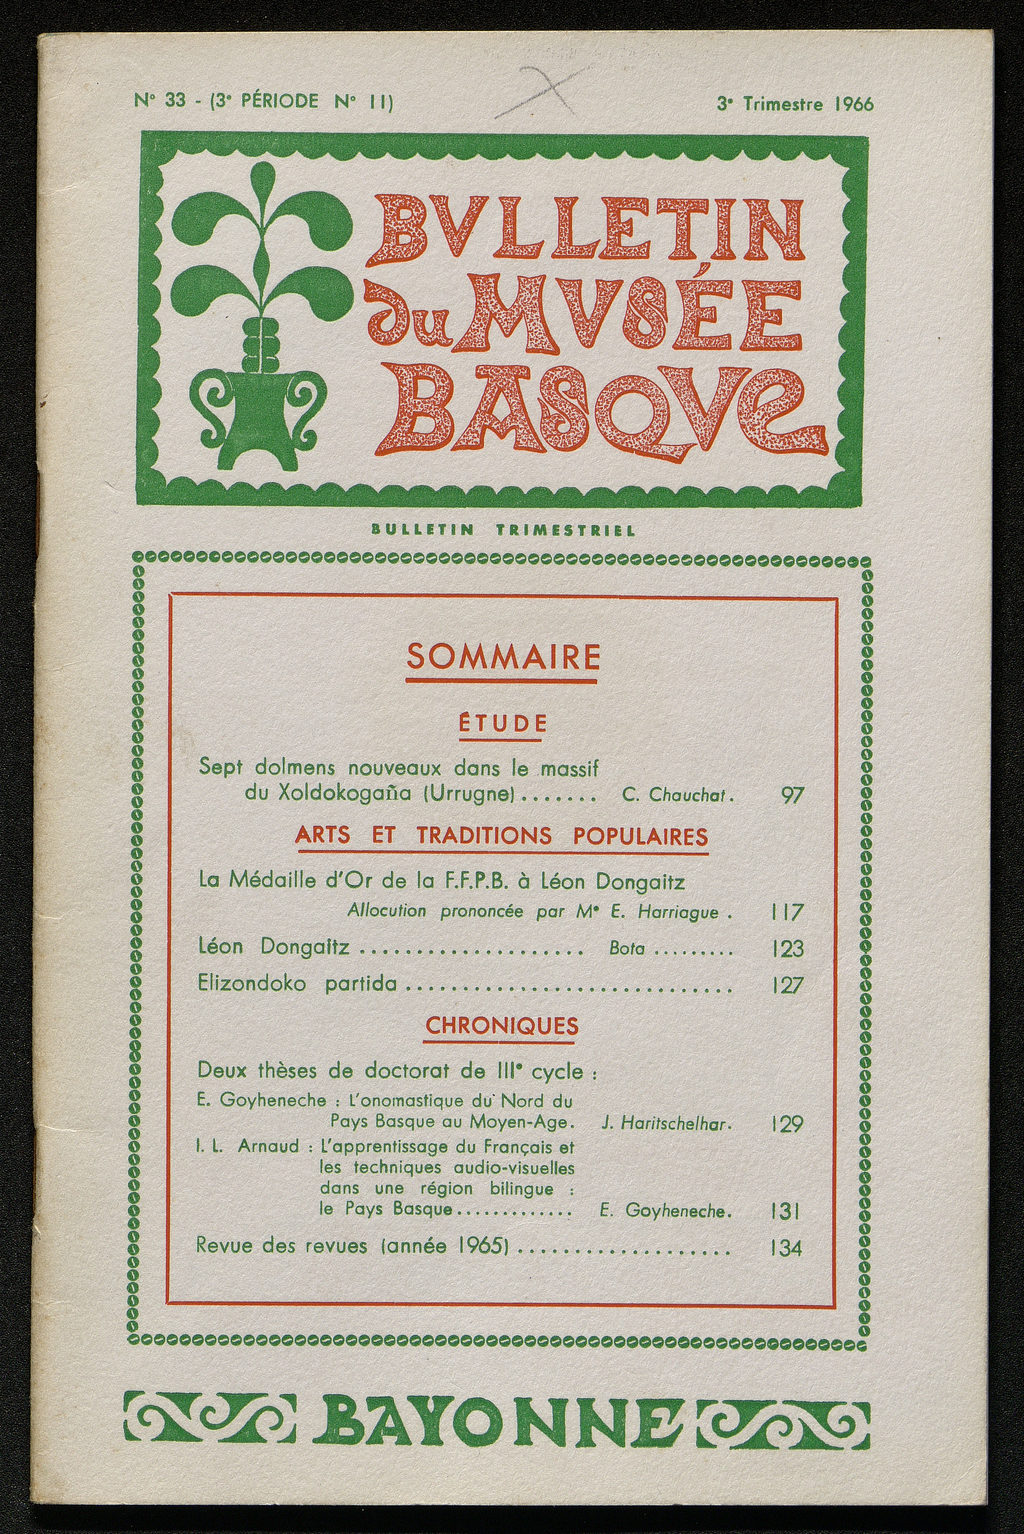 N° 33 - (3e PÉRIODE N° 11)
3e Trimestre 1966
BVLLETIN
du MVSÉE
BASQVE
BULLETIN TRIMESTRIEL
SOMMAIRE
ÉTUDE
Sept dolmens nouveaux dans le massif
du Xoldokogaña (Urrugne) ....... C. Chauchat. 97
ARTS ET TRADITIONS POPULAIRES
La Médaille d'Or de la F.F.P.B. à Léon Dongaitz
Allocution prononcée par Me E. Harriague . 117
Léon Dongaitz .................... Bota ......... 123
Elizondoko partida ............................. 127
CHRONIQUES
Deux thèses de doctorat de IIIe cycle :
E. Goyheneche : L'onomastique du Nord du
Pays Basque au Moyen-Age. J. Haritschelhar. 129
I. L. Arnaud : L'apprentissage du Français et
les techniques audio-visuelles
dans une région bilingue :
le Pays Basque ............. E. Goyheneche. 131
Revue des revues (année 1965) ................... 134
BAYONNE